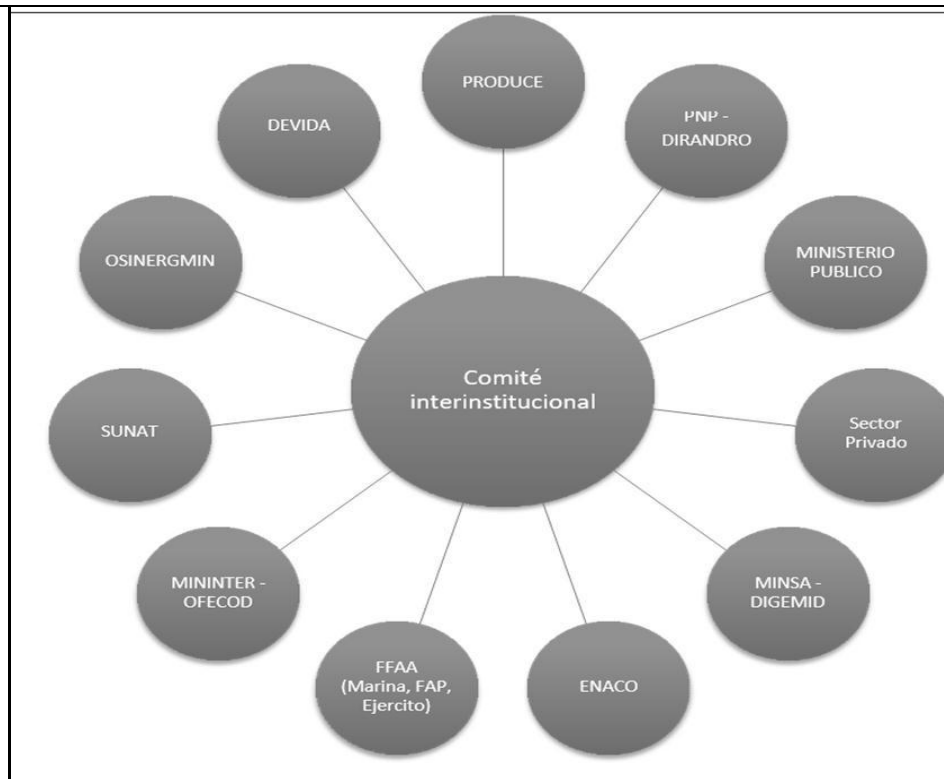 PRODUCE
PNP -
DIRANDRO
DEVIDA
MINISTERIO
PUBLICO
OSINERGMIN
Comité
interinstitucional
Sector
Privado
SUNAT
MININTER -
OFECOD
MINSA -
DIGEMID
FFAA
(Marina, FAP,
Ejercito)
ENACO